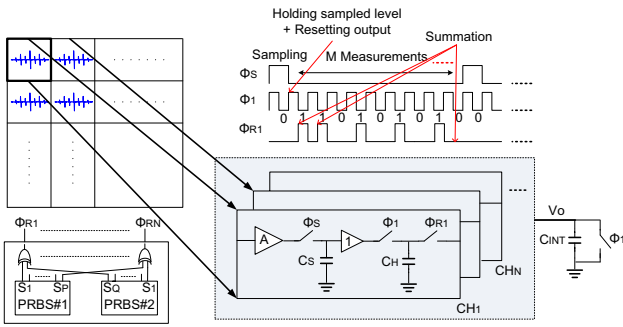 Holding sampled level
+ Resetting output
Summation
Sampling
M Measurements
ΦS
Φ1
0 1 1 0 1 0 1 0 0
ΦR1
ΦR1
ΦRN
S1
SP
SQ
S1
PRBS#1
PRBS#2
A
ΦS
1
Φ1
ΦR1
CS
CH
CH1
CHN
Vo
CINT
Φ1